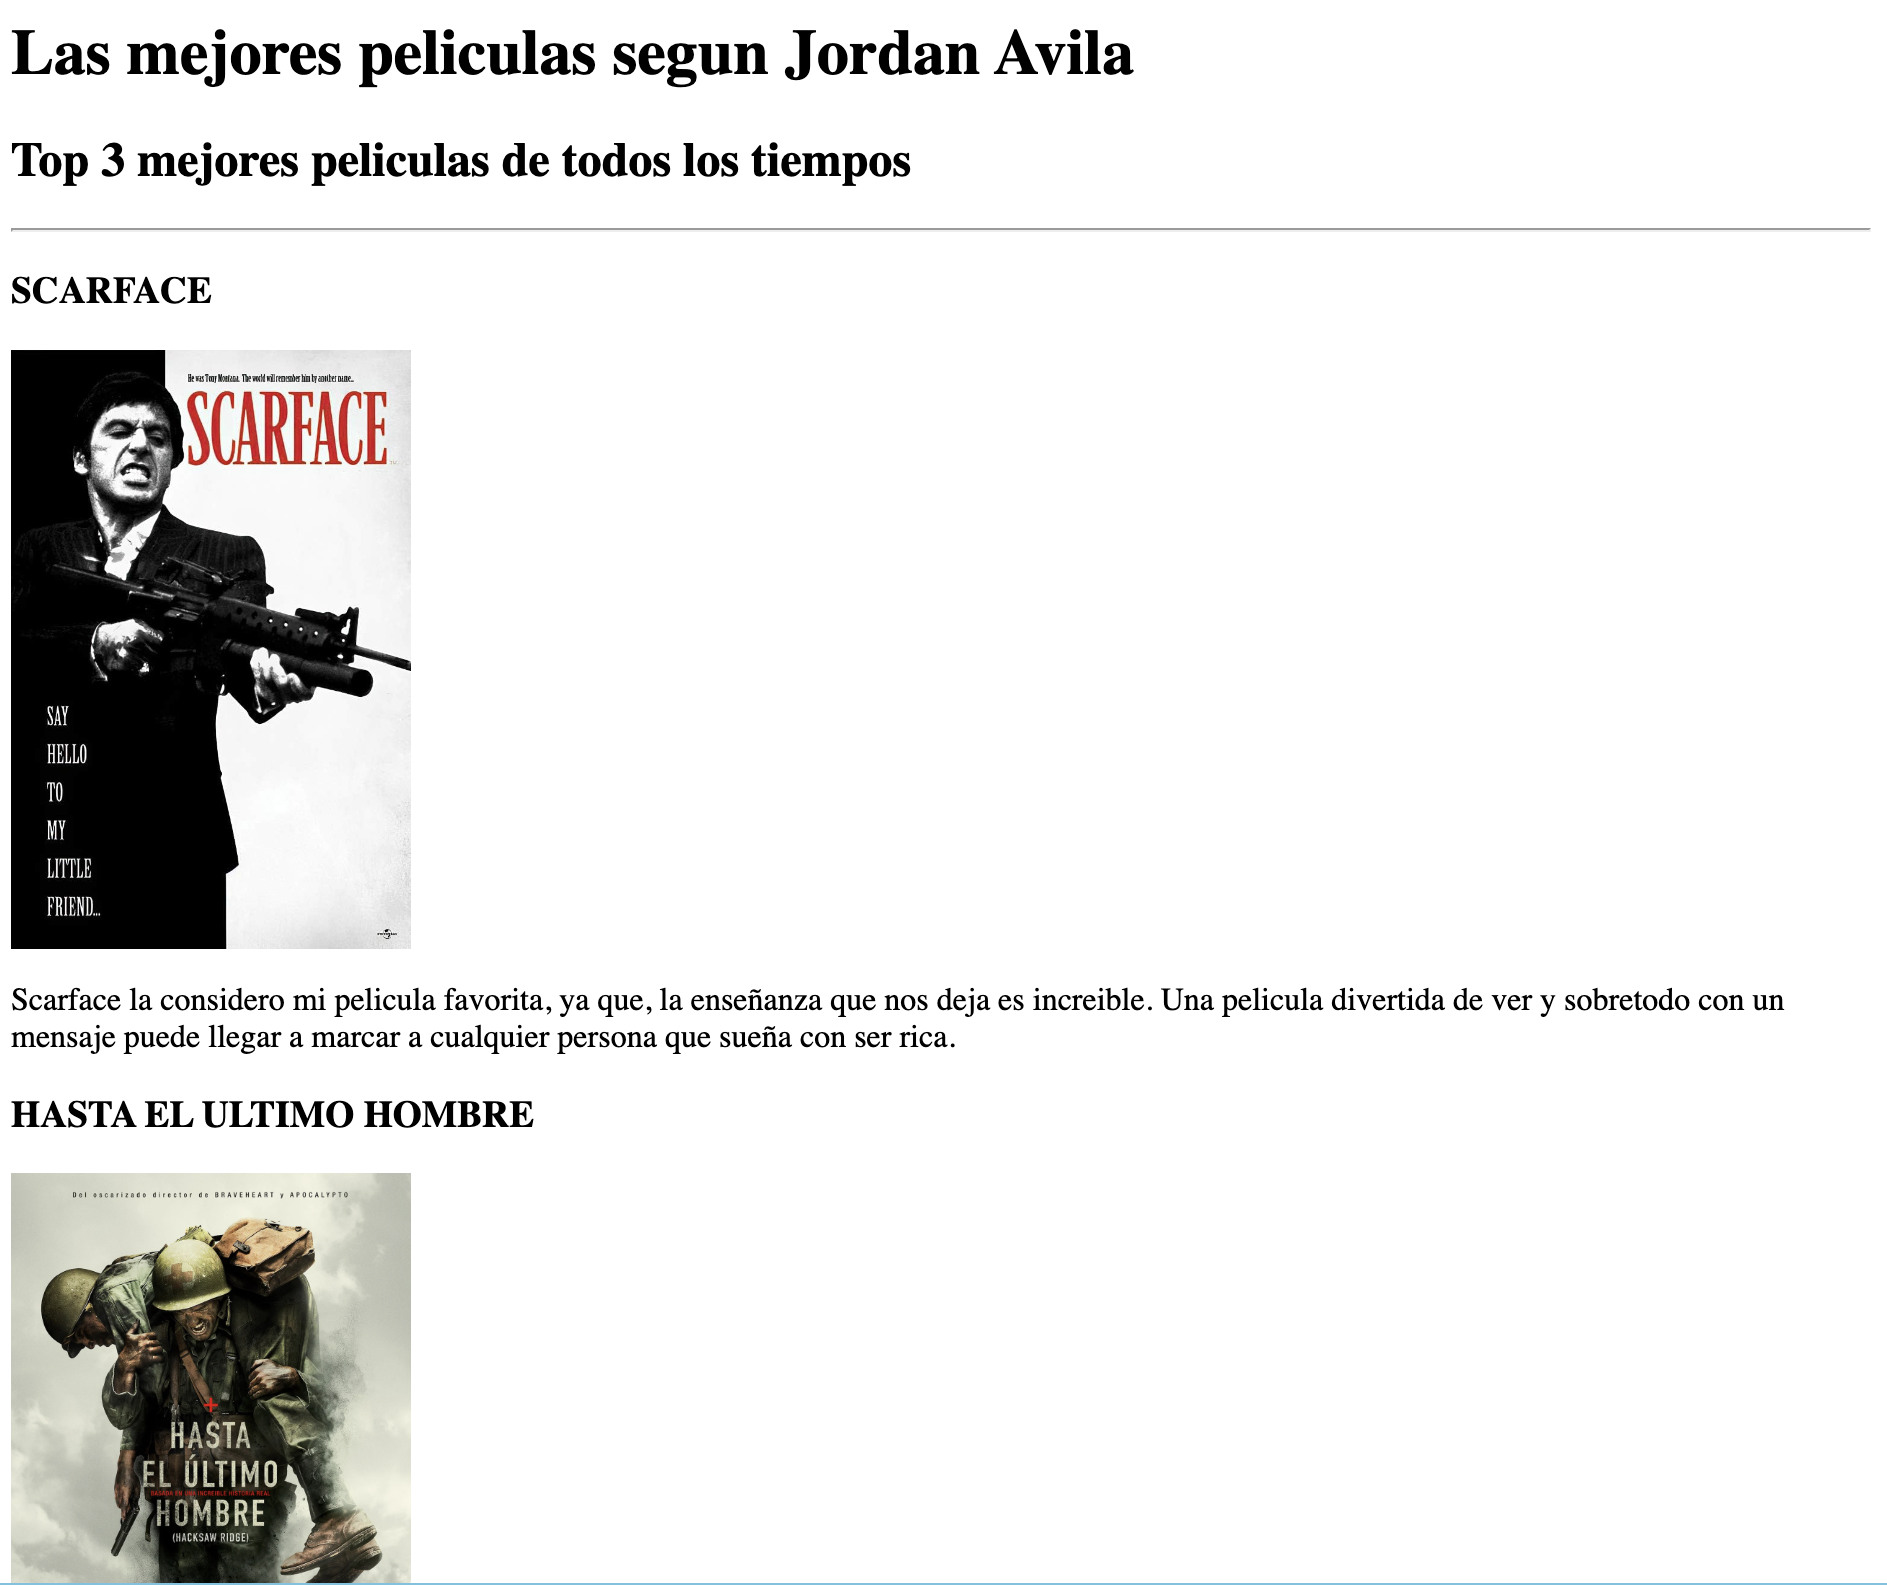 Las mejores peliculas segun Jordan Avila
Top 3 mejores peliculas de todos los tiempos
SCARFACE
He was Tony Montana. The world will remember him by another name...
SCARFACE
SAY
HELLO
TO
MY
LITTLE
FRIEND...
Scarface la considero mi pelicula favorita, ya que, la enseñanza que nos deja es increible. Una pelicula divertida de ver y sobretodo con un
mensaje puede llegar a marcar a cualquier persona que sueña con ser rica.
HASTA EL ULTIMO HOMBRE
Del oscarizado director de BRAVEHEART y APOCALYPTO
HASTA
EL ÚLTIMO
BASADA EN UNA INCREIBLE HISTORIA REAL
HOMBRE
(HACKSAW RIDGE)